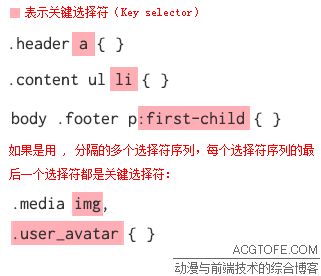 表示关键选择符（Key selector）
.header a { }
.content ul li { }
body .footer p:first-child { }
如果是用 , 分隔的多个选择符序列，每个选择符序列的最
后一个选择符都是关键选择符：
.media img,
.user_avatar { }
ACGTOFE.COM
动漫与前端技术的综合博客